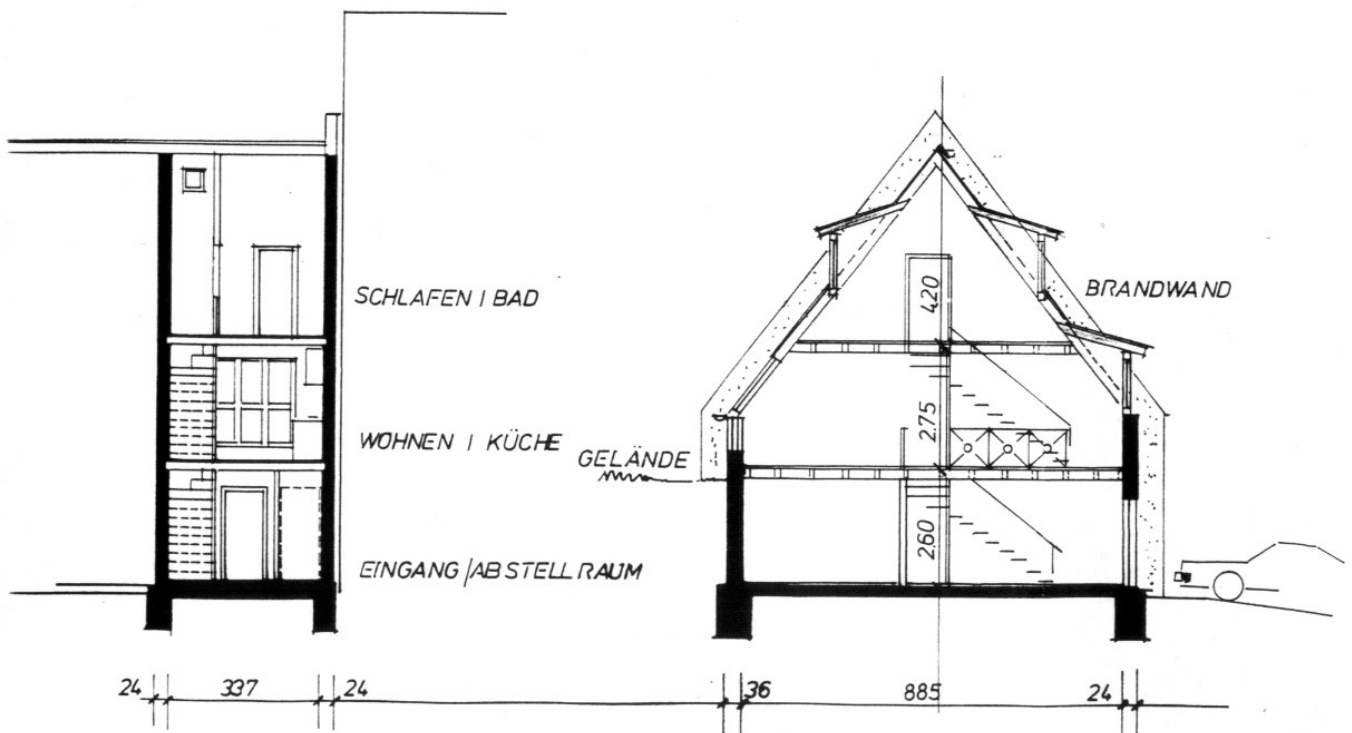 SCHLAFEN / BAD
WOHNEN / KÜCHE
EINGANG / ABSTELLRAUM
GELÄNDE
BRANDWAND
420
275
260
24 337 24 36 885 24